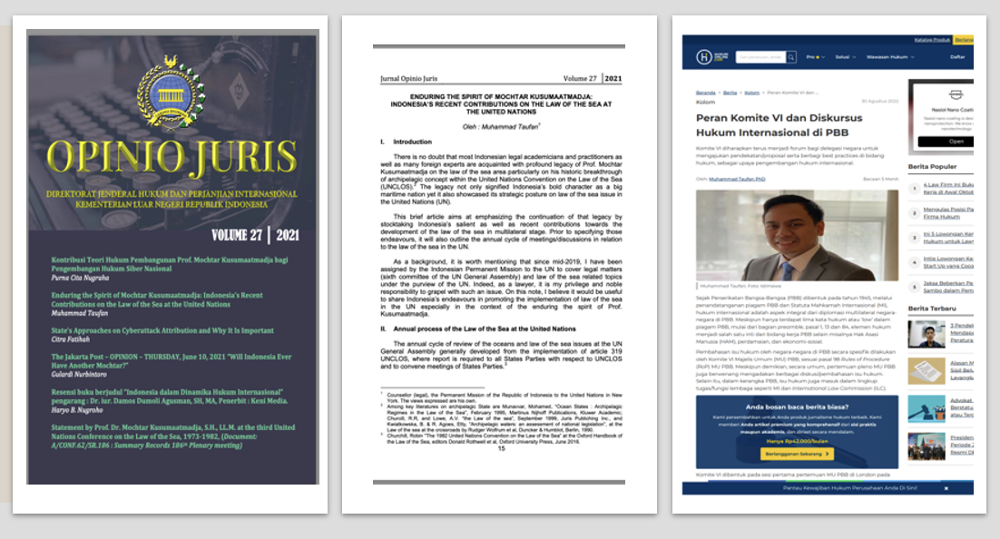 OPINIO JURIS
DIREKTORAT JENDERAL HUKUM DAN PERJANJIAN INTERNASIONAL
KEMENTERIAN LUAR NEGERI REPUBLIK INDONESIA
VOLUME 27 | 2021
Kontribusi Teori Hukum Pembangunan Prof. Mochtar Kusumaatmadja bagi
Pengembangan Hukum Siber Nasional
Purna Cita Nugraha
Enduring the Spirit of Mochtar Kusumaatmadja: Indonesia's Recent
Contributions on the Law of the Sea at the United Nations
Muhammad Taufan
State's Approaches on Cyberattack Attribution and Why It Is Important
Citra Fatihah
The Jakarta Post – OPINION – THURSDAY, June 10, 2021 "Will Indonesia Ever
Have Another Mochtar?"
Gulardi Nurbintoro
Resensi buku berjudul "Indonesia dalam Dinamika Hukum Internasional"
pengarang : Dr. iur. Damos Dumoli Agusman, SH, MA, Penerbit : Keni Media.
Haryo B. Nugroho
Statement by Prof. Dr. Mochtar Kusumaatmadja, S.H., LL.M. at the third United
Nations Conference on the Law of the Sea, 1973-1982, (Document:
A/CONF.62/SR.186 : Summary Records 186th Plenary meeting)
Jurnal Opinio Juris Volume 27 | 2021
ENDURING THE SPIRIT OF MOCHTAR KUSUMAATMADJA:
INDONESIA'S RECENT CONTRIBUTIONS ON THE LAW OF THE SEA AT
THE UNITED NATIONS
Oleh : Muhammad Taufan1
I. Introduction
There is no doubt that most Indonesian legal academicians and practitioners as
well as many foreign experts are acquainted with profound legacy of Prof. Mochtar
Kusumaatmadja on the law of the sea area particularly on his historic breakthrough
of archipelagic concept within the United Nations Convention on the Law of the Sea
(UNCLOS).2 The legacy not only signified Indonesia's bold character as a big
maritime nation yet it also showcased its strategic posture on law of the sea issue in
the United Nations (UN).
This brief article aims at emphasizing the continuation of that legacy by
stocktaking Indonesia's salient as well as recent contributions towards the
development of the law of the sea in multilateral stage. Prior to specifying those
endeavours, it will also outline the annual cycle of meetings/discussions in relation
to the law of the sea in the UN.
As a background, it is worth mentioning that since mid-2019, I have been
assigned by the Indonesian Permanent Mission to the UN to cover legal matters
(sixth committee of the UN General Assembly) and law of the sea related topics
under the purview of the UN. Indeed, as a lawyer, it is my privilege and noble
responsibility to grapel with such an issue. On this note, I believe it would be useful
to share Indonesia's endeavors in promoting the implementation of law of the sea
in the UN especially in the context of the enduring the spirit of Prof. Mochtar
Kusumaatmadja.
II. Annual process of the Law of the Sea at the United Nations
The annual cycle of review of the oceans and the law of the sea issues at the UN
General Assembly generally developed from the implementation of article 319
UNCLOS, where report is required to all States Parties with respect to UNCLOS
and to convene meetings of States Parties.3
1 Counselor (legal), the Permanent Mission of the Republic of Indonesia to the United Nations in New
York. The views expressed are his own.
2 Among key literatures on archipelagic State are Munavvar, Mohamed, "Ocean States : Archipelagic
Regimes in the Law of the Sea", February 1995, Martinus Nijhoff Publications, Kluwer Academic;
Churcill, R.R, and Lowe, A.V. "the Law of the sea", September 1999, Juris Publiching Inc., and
Kwiatkowska, B. & R, Agoes, Etty, "Archipelagic waters: an assessment of national legislation", at the
Law of the Sea at the crossroads by Rudger Wolfrum et al, Duncker & Humblot, Berlin, 1990.
3 Churchill, Robin "The 1982 United Nations Convention on the Law of the Sea" at the Oxford Handbook of
the Law of the Sea, editors Donald Rothwell et al, Oxford University Press, June 2016.
15
Katalog Produk
Pro
Solusi
Wawasan Hukum
Daftar
Beranda > Berita > Kolom > Peran Komite VI dan ...
Kolom
30 Agustus 2022
Peran Komite VI dan Diskursus
Hukum Internasional di PBB
Komite VI diharapkan terus menjadi forum bagi delegasi negara untuk
mengajukan pendekatan/proposal serta berbagi best practices di bidang
hukum, sebagai upaya pengembangan hukum internasional.
Oleh: Muhammad Taufan PhD
Bacaan 5 Menit
Muhammad Taufan. Foto: Istimewa
Sejak Perserikatan Bangsa-Bangsa (PBB) dibentuk pada tahun 1945, melalui
penandatanganan piagam PBB dan Statuta Mahkamah Internasional (MI),
hukum internasional adalah aspek integral dari diplomasi multilateral negara-
negara di PBB. Meskipun hanya terdapat lima kata hukum atau 'law' dalam
piagam PBB, mulai dari bagian preamble, pasal 1, 13 dan 84, elemen hukum
menjadi salah satu inti dari bidang kerja PBB selain misalnya Hak Asasi
Manusia (HAM), perdamaian, dan ekonomi-sosial.
Pembahasan isu hukum oleh negara negara di PBB secara spesifik dilakukan
oleh Komite VI Majelis Umum (MU) PBB, sesuai pasal 98 Rules of Procedure
(RoP) MU PBB. Meskipun demikian, secara umum, pertemuan pleno MU PBB
juga berwenang mengadakan berbagai diskusi/pembahasan isu hukum.
Selain itu, kerangka kerja PBB juga masuk dalam lingkup
tugas/fungsi lembaga seperti MI dan International Law Commission (ILC).
Anda bosan baca berita biasa?
Kami persembahkan untuk Anda produk jurnalisme hukum terbaik. Kami
memberi Anda artikel premium yang komprehensif dari sisi praktis
maupun akademis, dan diriset secara mendalam.
Hanya Rp42.000/bulan
Berlangganan Sekarang >
Komite VI dibentuk pada sesi pertama pertemuan MU PBB di London pada
Pantau Kewajiban Hukum Perusahaan Anda Di Sini!
Nasiol Nano Coati
Open
Berita Populer
1 4 Law Firm Ini Buk
Kerja di Awal Oktob
2 Mengulas Posisi Pa
Firma Hukum
3 Ini 5 Lowongan Ker
Hukum untuk Law
4 Intip Lowongan Ker
Start Up yang Coco
5 Jaksa Beberkan Pe
Sambo dalam Pem
Berita Terbaru
3 Pendek
Mendas
Peratura
Alasan M
Sipil Bel
Layangk
Advokat
Berstatu
atau Ter
Presiden
Periode 2
Resmi Di